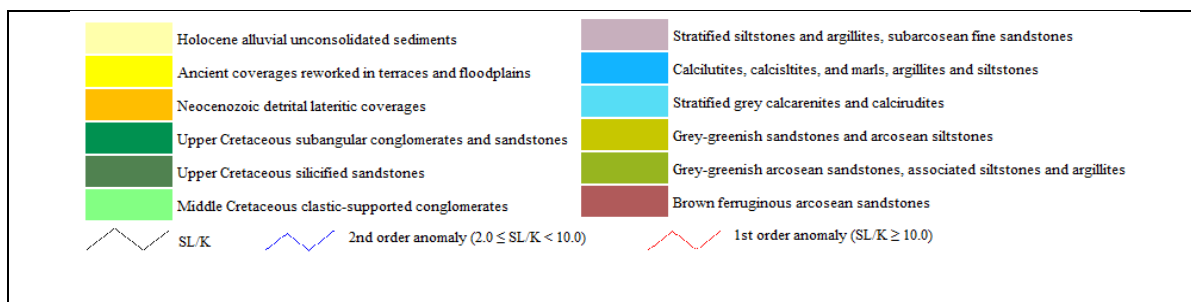 Holocene alluvial unconsolidated sediments
Ancient coverages reworked in terraces and floodplains
Neocenozoic detrital lateritic coverages
Upper Cretaceous subangular conglomerates and sandstones
Upper Cretaceous silicified sandstones
Middle Cretaceous clastic-supported conglomerates
Stratified siltstones and argillites, subarcosean fine sandstones
Calcilutites, calcisltites, and marls, argillites and siltstones
Stratified grey calcarenites and calcirudites
Grey-greenish sandstones and arcosean siltstones
Grey-greenish arcosean sandstones, associated siltstones and argillites
Brown ferruginous arcosean sandstones
SL/K
2nd order anomaly (2.0 ≤ SL/K < 10.0)
1st order anomaly (SL/K ≥ 10.0)